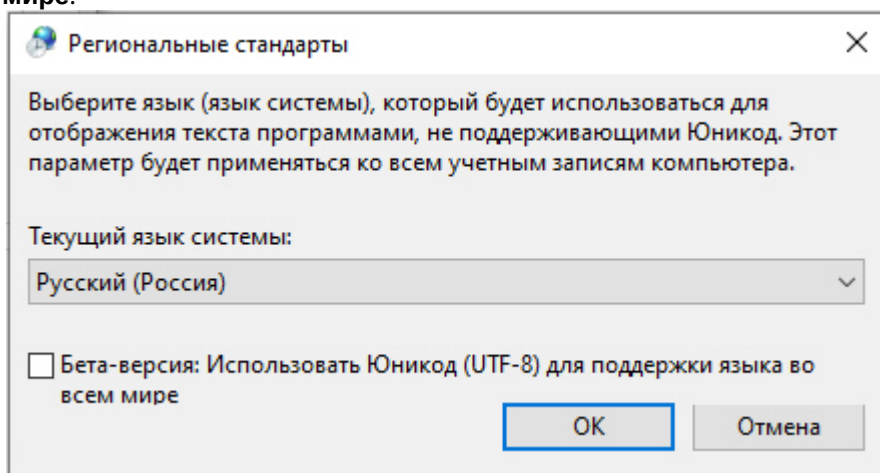 мире.
Региональные стандарты
Выберите язык (язык системы), который будет использоваться для
отображения текста программами, не поддерживающими Юникод. Этот
параметр будет применяться ко всем учетным записям компьютера.
Текущий язык системы:
Русский (Россия)
Бета-версия: Использовать Юникод (UTF-8) для поддержки языка во
всем мире
ОК
Отмена